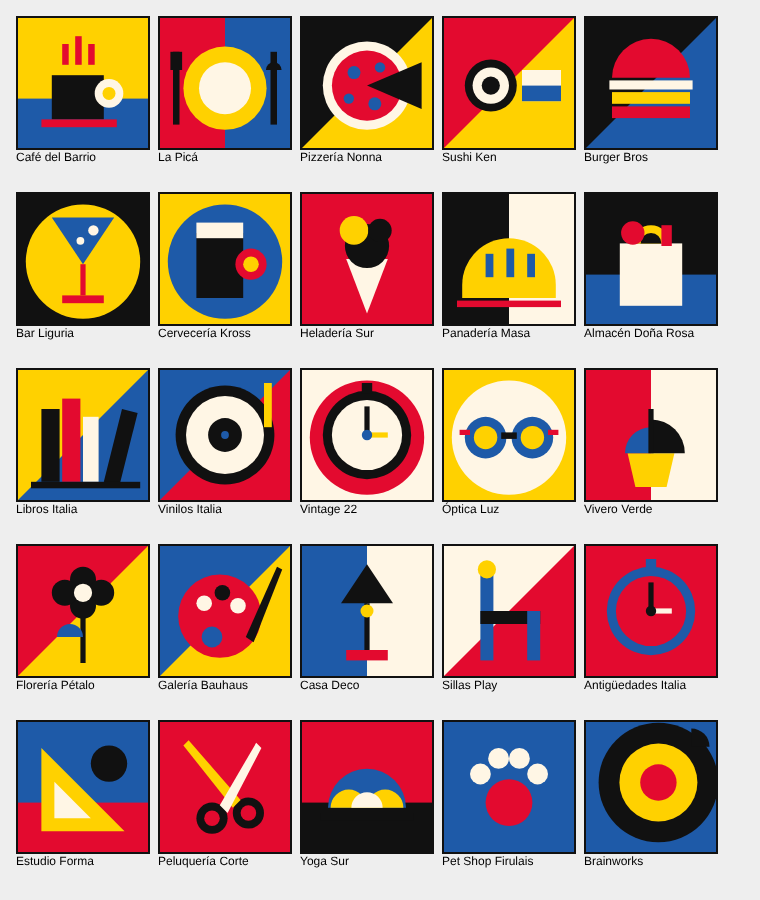 Café del Barrio
La Picá
Pizzería Nonna
Sushi Ken
Burger Bros
Bar Liguria
Cervecería Kross
Heladería Sur
Panadería Masa
Almacén Doña Rosa
Libros Italia
Vinilos Italia
Vintage 22
Óptica Luz
Vivero Verde
Florería Pétalo
Galería Bauhaus
Casa Deco
Sillas Play
Antigüedades Italia
Estudio Forma
Peluquería Corte
Yoga Sur
Pet Shop Firulais
Brainworks